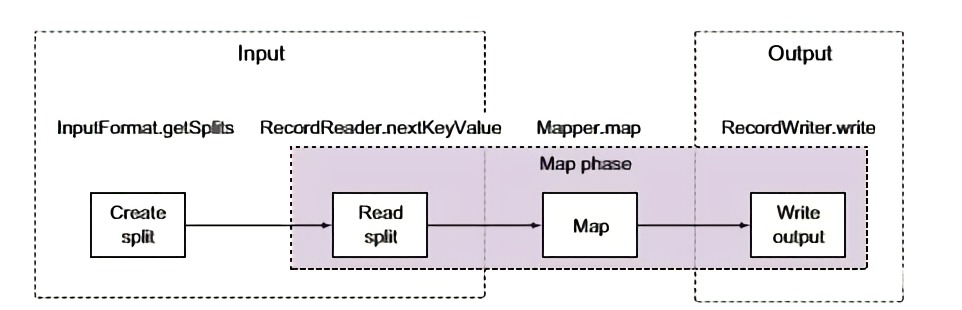 Input
Output
InputFormat.getSplits
RecordReader.nextKeyValue
Mapper.map
RecordWriter.write
Map phase
Create
split
Read
split
Map
Write
output